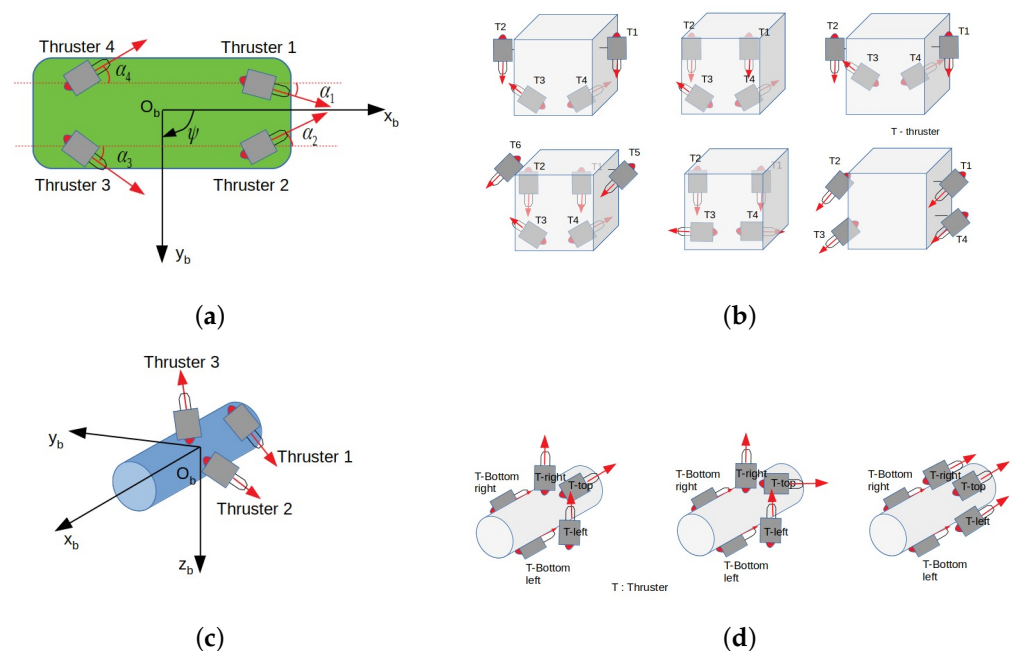 Thruster 4
Thruster 1
α4
α1
Ob
xb
ψ
α2
α3
Thruster 3
Thruster 2
yb
(a)
T2
T1
T3
T4
T1
T2
T3
T4
T2
T1
T3
T4
T - thruster
T6
T5
T2
T1
T3
T4
T2
T1
T3
T4
T1
T2
T3
T4
(b)
Thruster 3
yb
Ob
Thruster 1
Thruster 2
xb
zb
(c)
T-Bottom
right
T-right
T-top
T-left
T-Bottom
left
T-Bottom
right
T-right
T-top
T-left
T-Bottom
left
T-Bottom
right
T-right
T-top
T-left
T-Bottom
left
T : Thruster
(d)